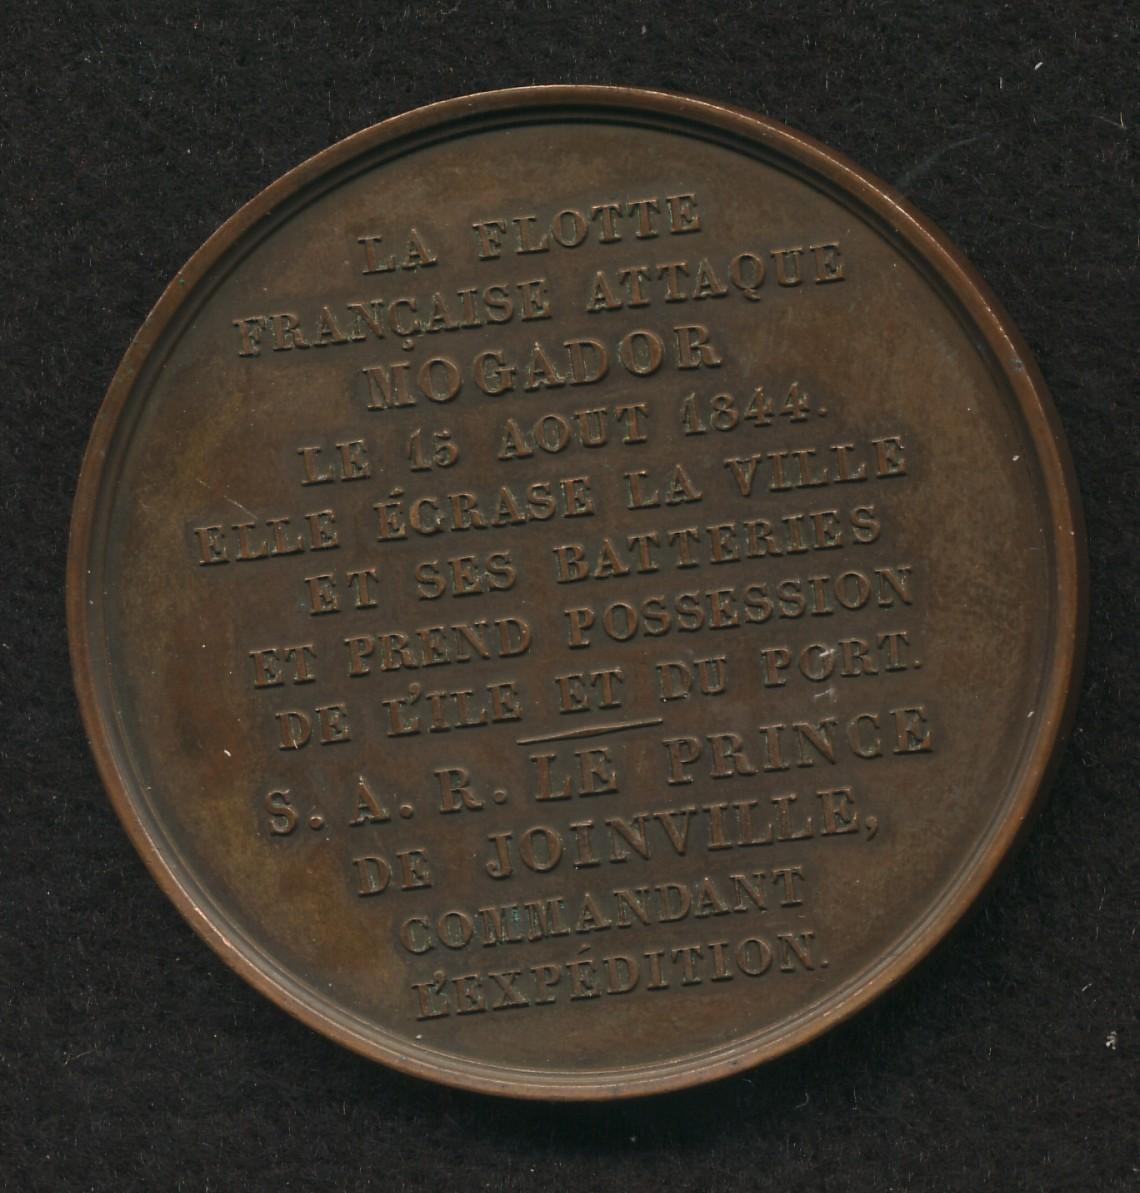 LA FLOTTE
FRANÇAISE ATTAQUE
MOGADOR
LE 15 AOUT 1844.
ELLE ÉCRASE LA VILLE
ET SES BATTERIES
ET PREND POSSESSION
DE L'ILE ET DU PORT.
S. A. R. LE PRINCE
DE JOINVILLE,
COMMANDANT
L'EXPÉDITION.